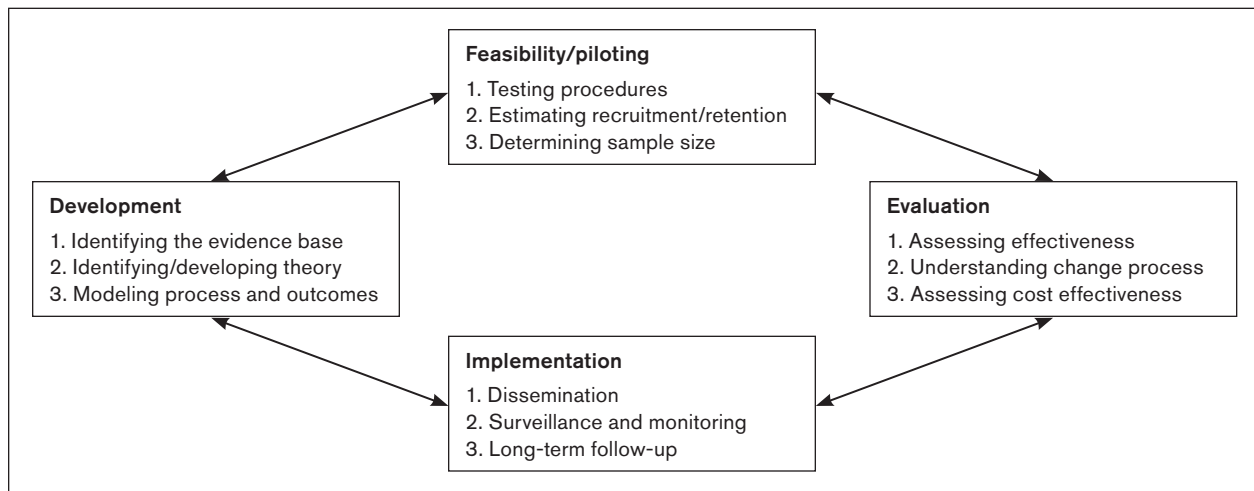 Feasibility/piloting
1. Testing procedures
2. Estimating recruitment/retention
3. Determining sample size
Development
1. Identifying the evidence base
2. Identifying/developing theory
3. Modeling process and outcomes
Evaluation
1. Assessing effectiveness
2. Understanding change process
3. Assessing cost effectiveness
Implementation
1. Dissemination
2. Surveillance and monitoring
3. Long-term follow-up